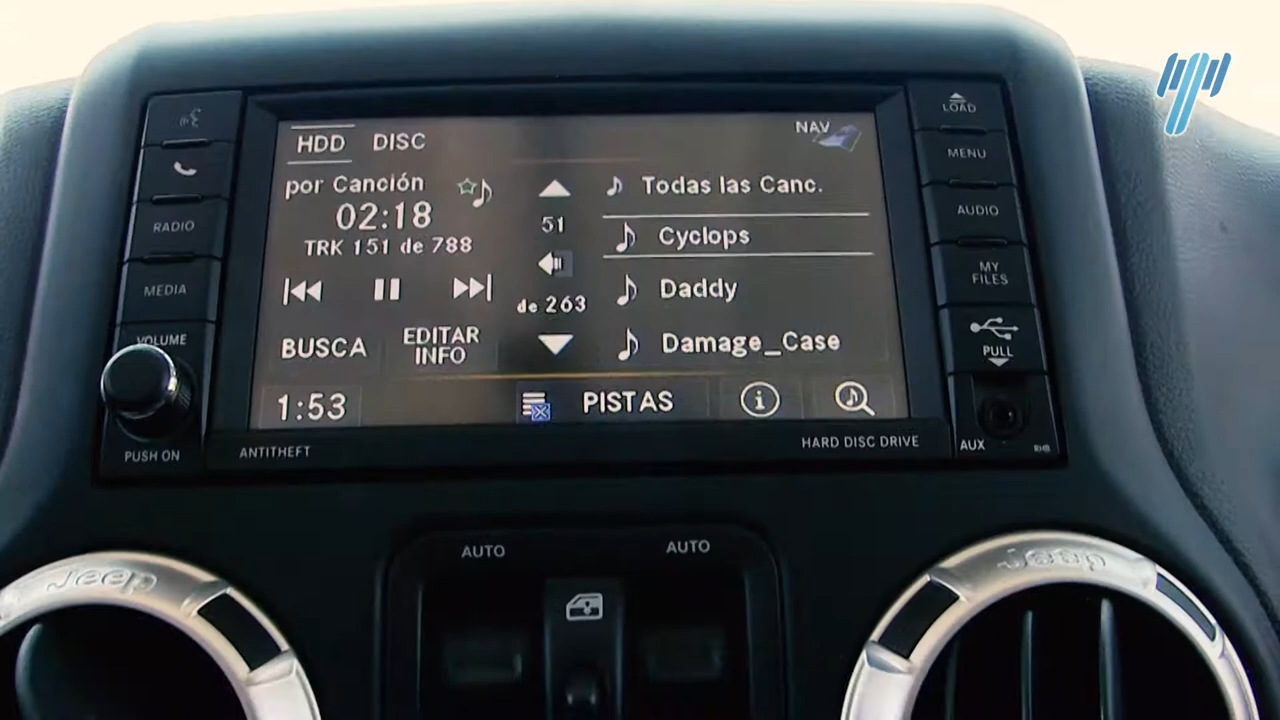 HDD DISC
NAV
por Canción
02:18
TRK 151 de 788
51
de 263
Todas las Canc.
Cyclops
Daddy
Damage_Case
BUSCA
EDITAR
INFO
1:53
PISTAS
RADIO
MEDIA
VOLUME
PUSH ON
ANTITHEFT
LOAD
MENU
AUDIO
MY
FILES
PULL
HARD DISC DRIVE
AUX
RHB
AUTO
AUTO
Jeep
Jeep